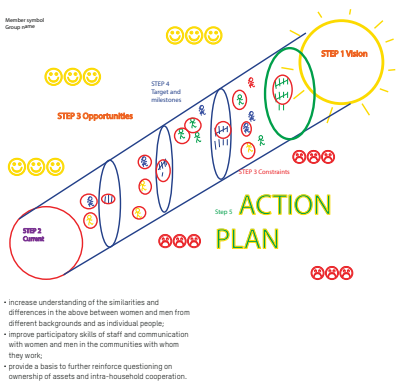 Member symbol
Group name
STEP 1 Vision
STEP 4
Target and
milestones
STEP 3 Opportunities
STEP 3 Constraints
Step 5 ACTION
PLAN
STEP 2
Current
• increase understanding of the similarities and
differences in the above between women and men from
different backgrounds and as individual people;
• improve participatory skills of staff and communication
with women and men in the communities with whom
they work;
• provide a basis to further reinforce questioning on
ownership of assets and intra-household cooperation.